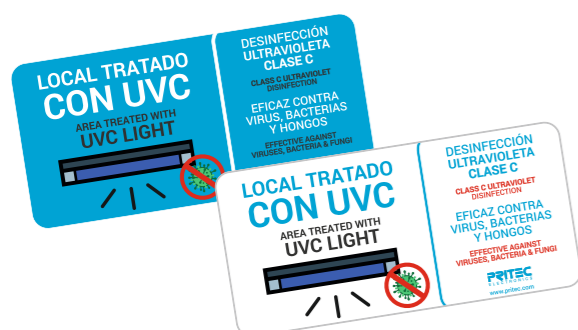 LOCAL TRATADO
CON UVC
AREA TREATED WITH
UVC LIGHT
DESINFECCIÓN
ULTRAVIOLETA
CLASE C
CLASS C ULTRAVIOLET
DISINFECTION
EFICAZ CONTRA
VIRUS, BACTERIAS
Y HONGOS
EFFECTIVE AGAINST
VIRUSES, BACTERIA & FUNGI
LOCAL TRATADO
CON UVC
AREA TREATED WITH
UVC LIGHT
DESINFECCIÓN
ULTRAVIOLETA
CLASE C
CLASS C ULTRAVIOLET
DISINFECTION
EFICAZ CONTRA
VIRUS, BACTERIAS
Y HONGOS
EFFECTIVE AGAINST
VIRUSES, BACTERIA & FUNGI
PRITEC
ELECTRONICS
www.pritec.com